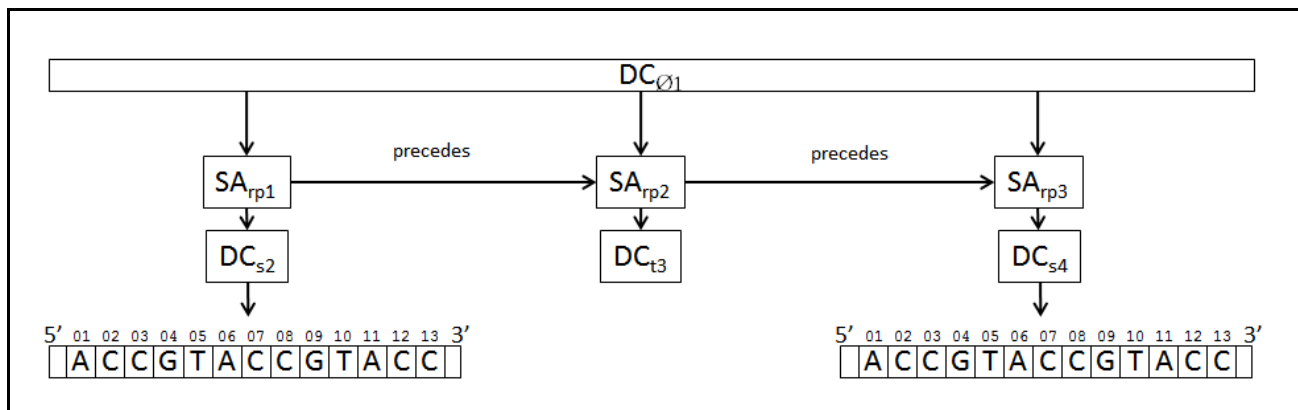 DC∅1
precedes precedes
SArp1 SArp2 SArp3
DCs2 DCt3 DCs4
5’ 01 02 03 04 05 06 07 08 09 10 11 12 13 3’ 5’ 01 02 03 04 05 06 07 08 09 10 11 12 13 3’
A C C G T A C C G T A C C A C C G T A C C G T A C C